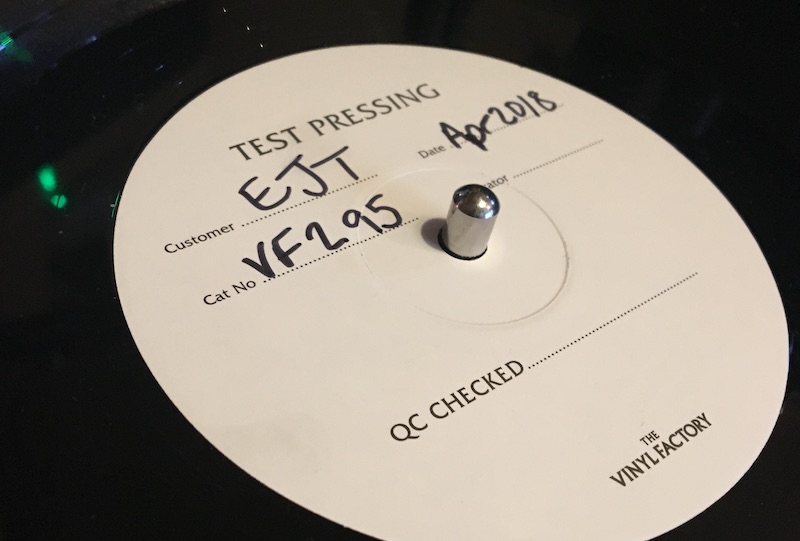 TEST PRESSING
Customer EJT
Date Apr 2018
Cat No VF295
QC CHECKED
THE
VINYL FACTORY